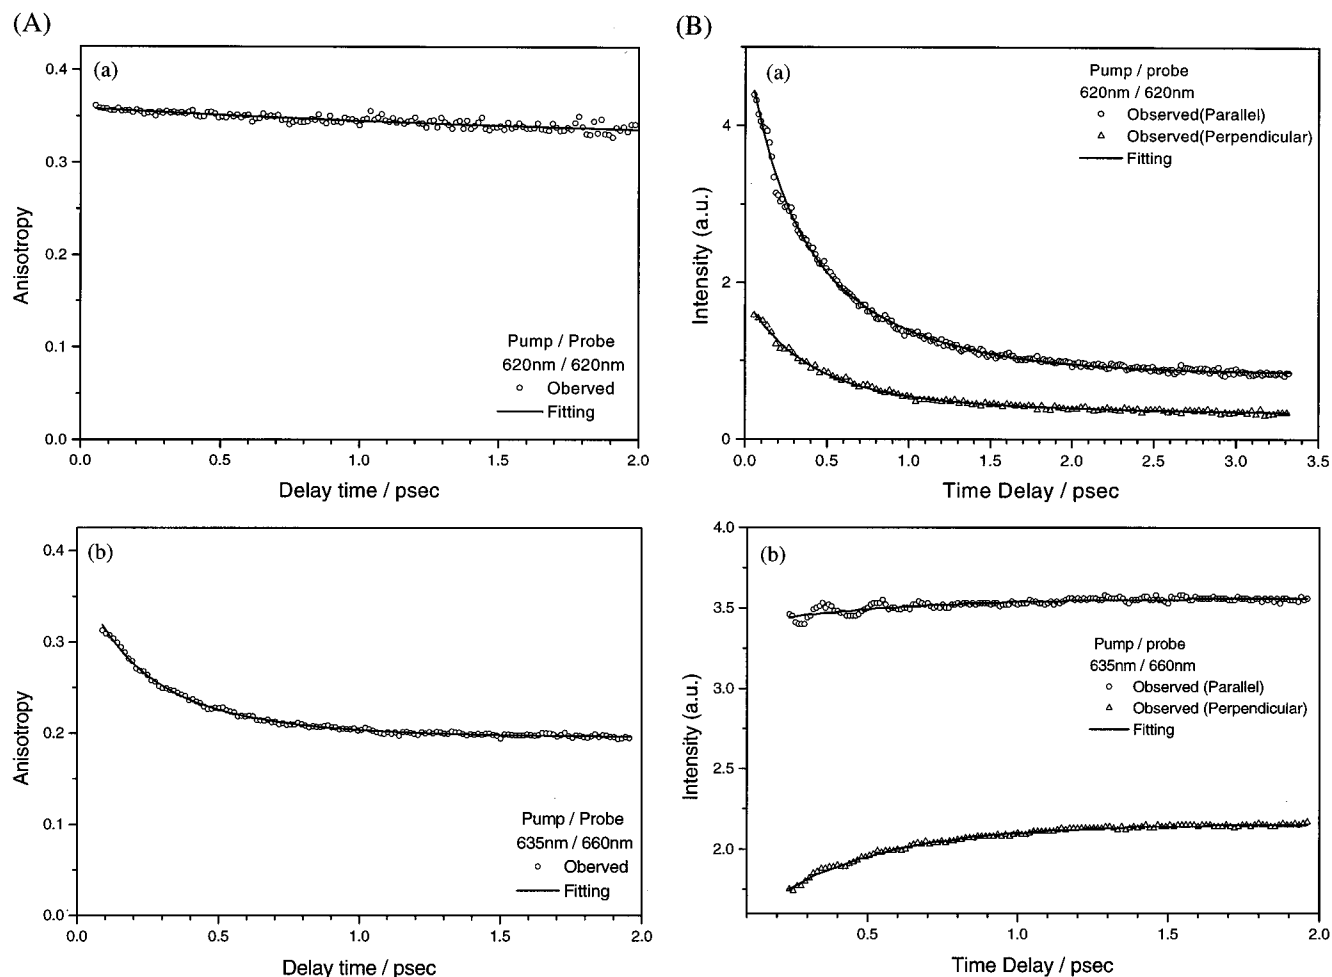 (A)
(a)
0.4
0.3
0.2
0.1
0.0
Anisotropy
Pump / Probe
620nm / 620nm
Oberved
Fitting
0.0 0.5 1.0 1.5 2.0
Delay time / psec
(b)
0.4
0.3
0.2
0.1
0.0
Anisotropy
Pump / Probe
635nm / 660nm
Oberved
Fitting
0.0 0.5 1.0 1.5 2.0
Delay time / psec
(B)
(a)
4
2
0
Intensity (a.u.)
Pump / probe
620nm / 620nm
Observed(Parallel)
Observed(Perpendicular)
Fitting
0.0 0.5 1.0 1.5 2.0 2.5 3.0 3.5
Time Delay / psec
(b)
4.0
3.5
3.0
2.5
2.0
Intensity (a.u.)
Pump / probe
635nm / 660nm
Observed (Parallel)
Observed (Perpendicular)
Fitting
0.5 1.0 1.5 2.0
Time Delay / psec